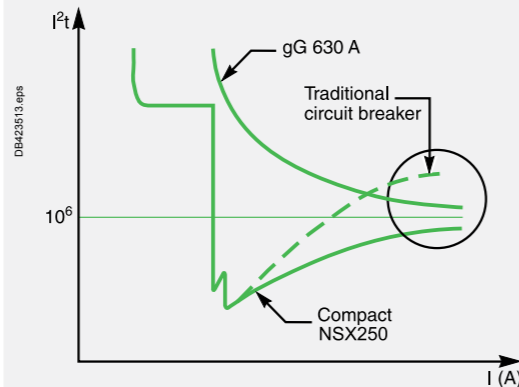 I²t
gG 630 A
Traditional
circuit breaker
DB423513.eps
10⁶
Compact
NSX250
I (A)